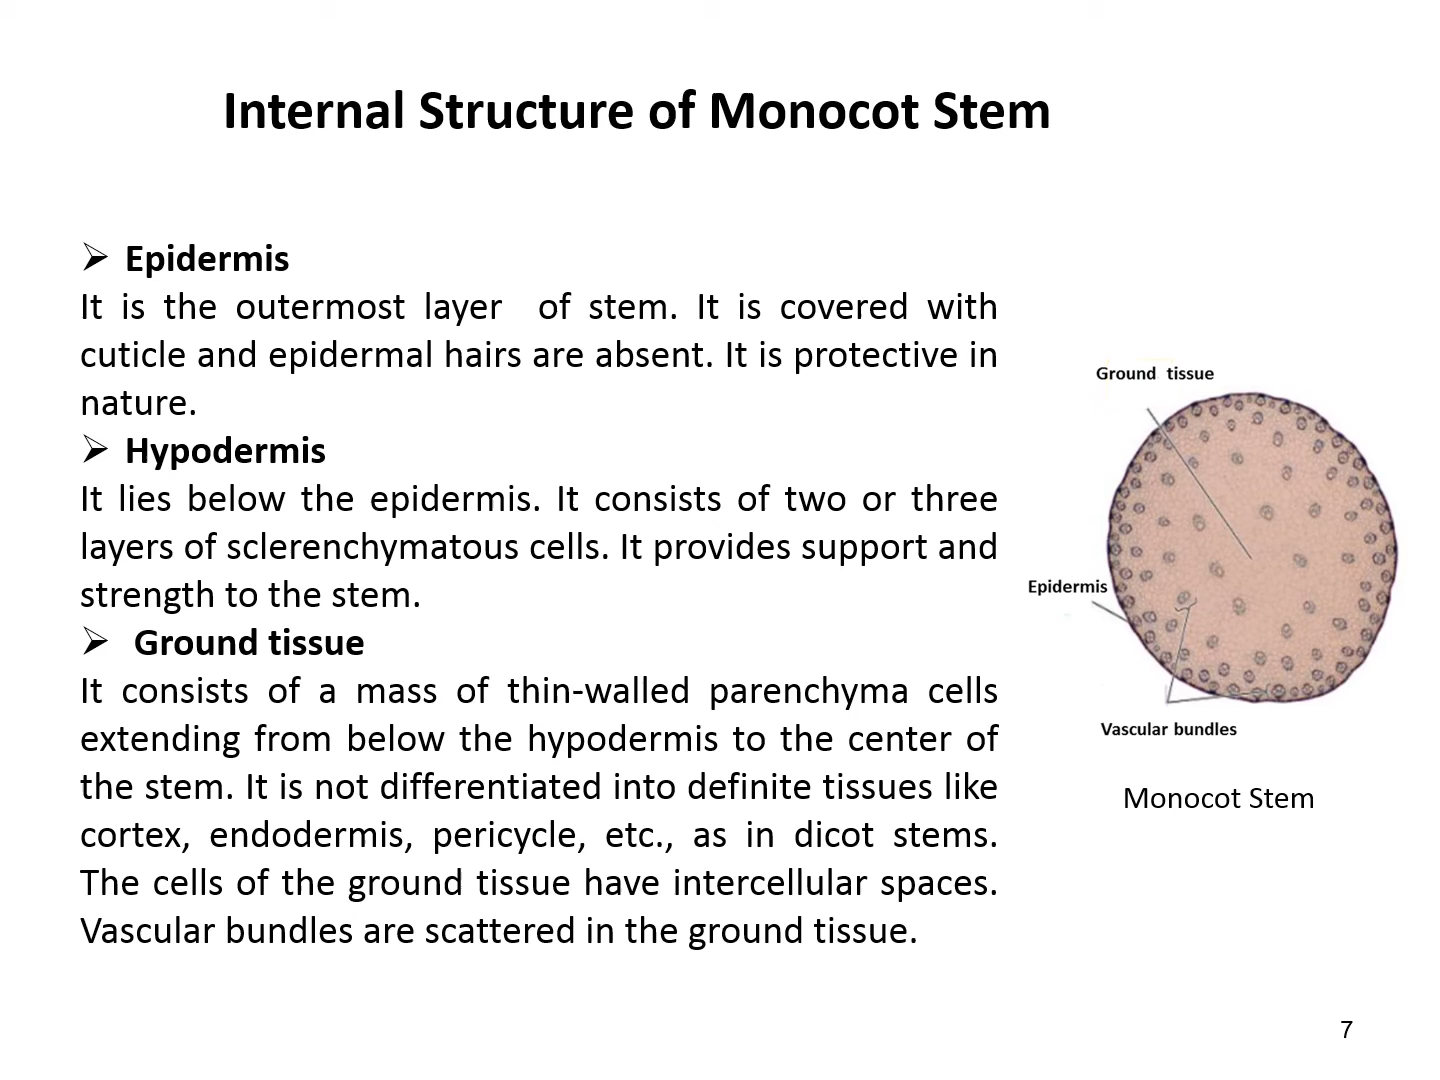 Internal Structure of Monocot Stem
➢ Epidermis
It is the outermost layer of stem. It is covered with
cuticle and epidermal hairs are absent. It is protective in
nature.
➢ Hypodermis
It lies below the epidermis. It consists of two or three
layers of sclerenchymatous cells. It provides support and
strength to the stem.
➢ Ground tissue
It consists of a mass of thin-walled parenchyma cells
extending from below the hypodermis to the center of
the stem. It is not differentiated into definite tissues like
cortex, endodermis, pericycle, etc., as in dicot stems.
The cells of the ground tissue have intercellular spaces.
Vascular bundles are scattered in the ground tissue.
Ground tissue
Epidermis
Vascular bundles
Monocot Stem
7